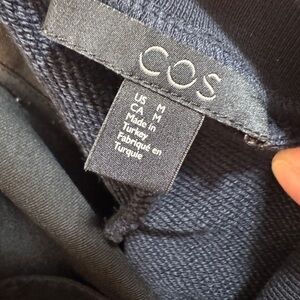 COS
US M
CA M
Made in
Turkey
Fabriqué en
Turquie